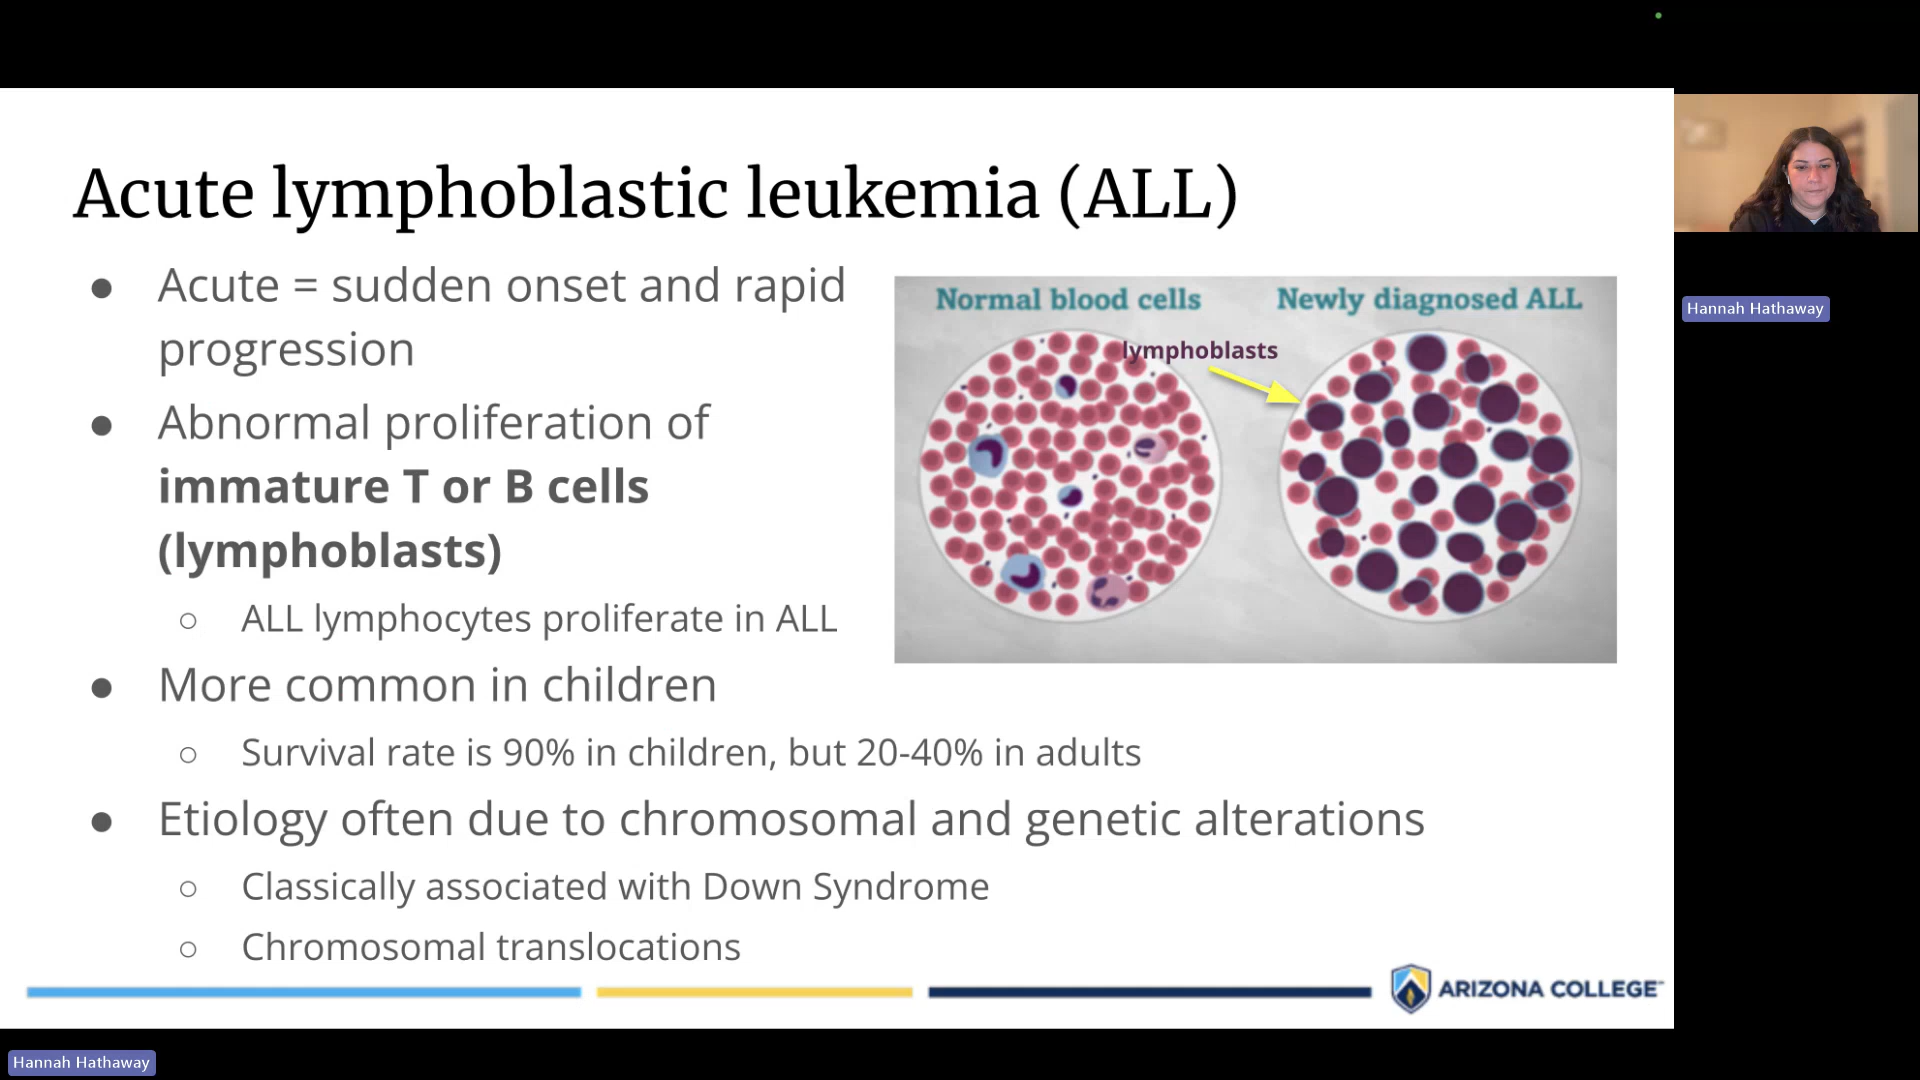 Acute lymphoblastic leukemia (ALL)
● Acute = sudden onset and rapid
progression
● Abnormal proliferation of
immature T or B cells
(lymphoblasts)
○ ALL lymphocytes proliferate in ALL
● More common in children
○ Survival rate is 90% in children, but 20-40% in adults
● Etiology often due to chromosomal and genetic alterations
○ Classically associated with Down Syndrome
○ Chromosomal translocations
Normal blood cells
Newly diagnosed ALL
lymphoblasts
ARIZONA COLLEGE
Hannah Hathaway
Hannah Hathaway